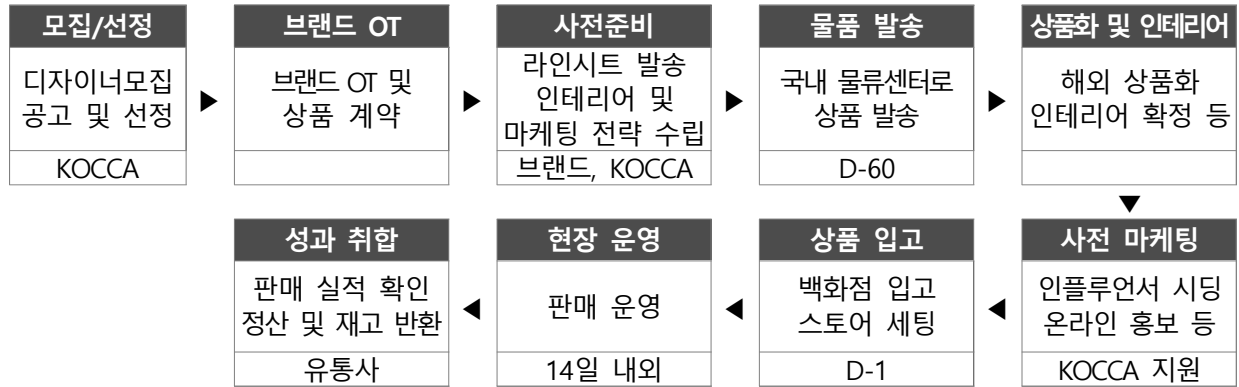 모집/선정
디자이너모집
공고 및 선정
KOCCA
▶
브랜드 OT
브랜드 OT 및
상품 계약
▶
사전준비
라인시트 발송
인테리어 및
마케팅 전략 수립
브랜드, KOCCA
▶
물품 발송
국내 물류센터로
상품 발송
D-60
▶
상품화 및 인테리어
해외 상품화
인테리어 확정 등
▼
사전 마케팅
인플루언서 시딩
온라인 홍보 등
KOCCA 지원
◀
상품 입고
백화점 입고
스토어 세팅
D-1
◀
현장 운영
판매 운영
14일 내외
◀
성과 취합
판매 실적 확인
정산 및 재고 반환
유통사